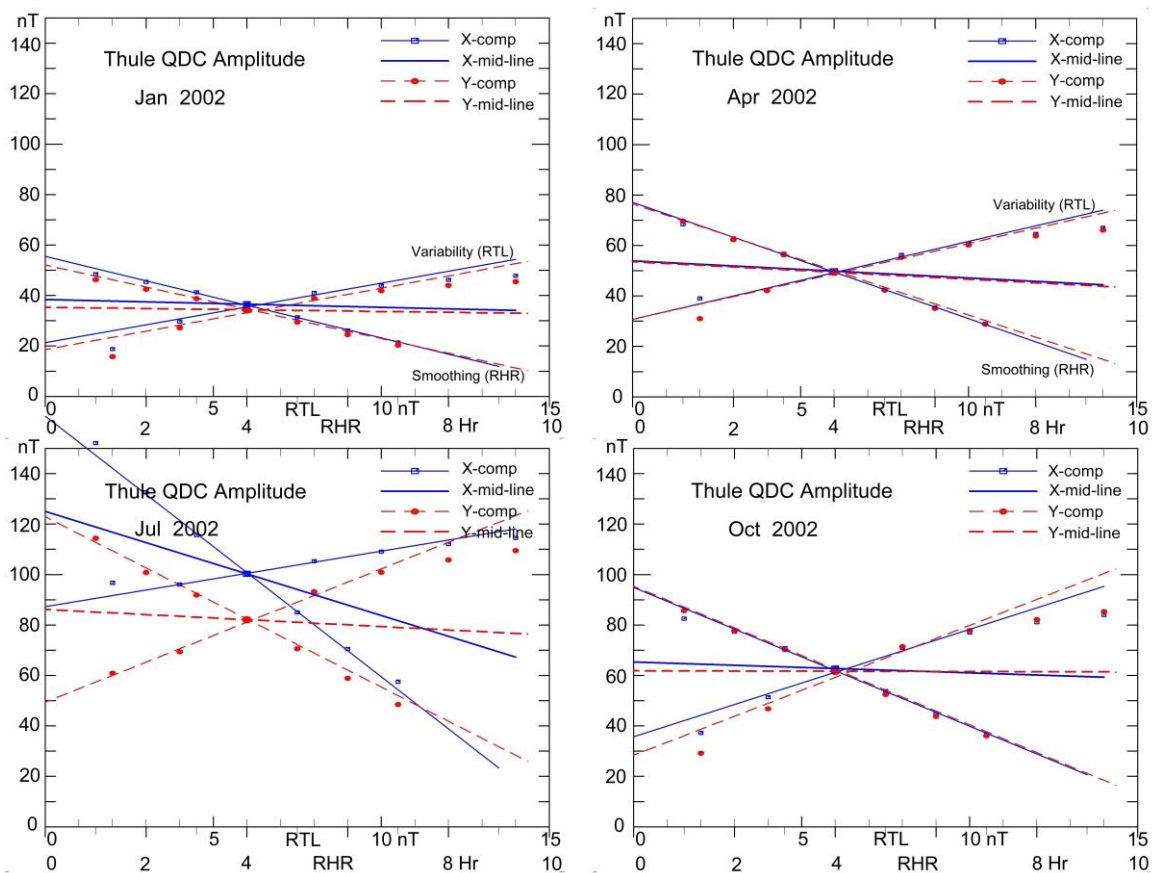 nT
140
120
100
80
60
40
20
0
Thule QDC Amplitude
Jan 2002
X-comp
X-mid-line
Y-comp
Y-mid-line
Variability (RTL)
Smoothing (RHR)
0 5 RTL 10 nT 15
0 2 4 RHR 8 Hr 10
nT
140
120
100
80
60
40
20
0
Thule QDC Amplitude
Apr 2002
X-comp
X-mid-line
Y-comp
Y-mid-line
Variability (RTL)
Smoothing (RHR)
0 5 RTL 10 nT 15
0 2 4 RHR 8 Hr 10
nT
140
120
100
80
60
40
20
0
Thule QDC Amplitude
Jul 2002
X-comp
X-mid-line
Y-comp
Y-mid-line
0 5 RTL 10 nT 15
0 2 4 RHR 8 Hr 10
nT
140
120
100
80
60
40
20
0
Thule QDC Amplitude
Oct 2002
X-comp
X-mid-line
Y-comp
Y-mid-line
0 5 RTL 10 nT 15
0 2 4 RHR 8 Hr 10